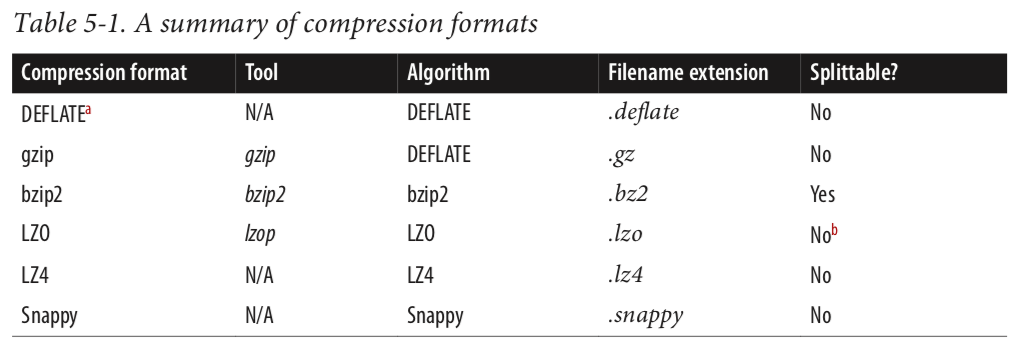 Table 5-1. A summary of compression formats
Compression format Tool Algorithm Filename extension Splittable?
DEFLATEa N/A DEFLATE .deflate No
gzip gzip DEFLATE .gz No
bzip2 bzip2 bzip2 .bz2 Yes
LZO lzop LZO .lzo Nob
LZ4 N/A LZ4 .lz4 No
Snappy N/A Snappy .snappy No